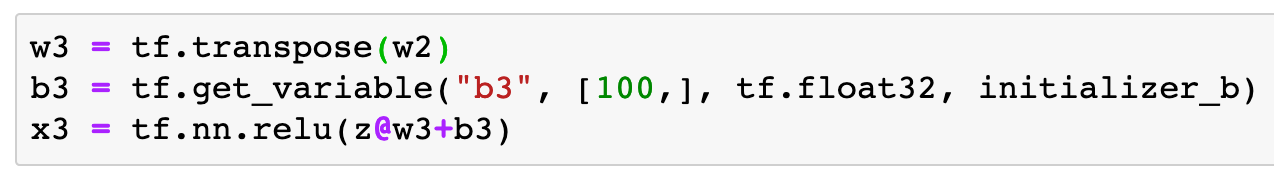 w3 = tf.transpose(w2)
b3 = tf.get_variable("b3", [100,], tf.float32, initializer_b)
x3 = tf.nn.relu(z@w3+b3)